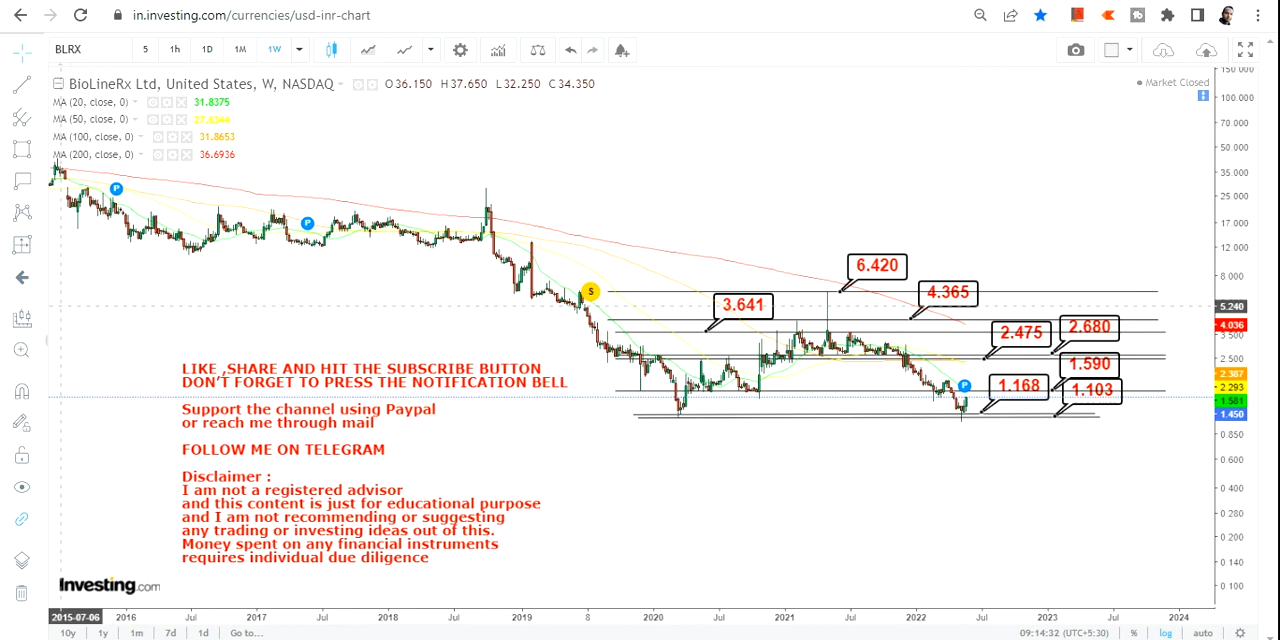 in.investing.com/currencies/usd-inr-chart
BLRX 5 1h 1D 1M 1W
BioLineRx Ltd, United States, W, NASDAQ O36.150 H37.650 L32.250 C34.350
Market Closed
MA (20, close, 0) 31.8375
MA (50, close, 0) 27.6344
MA (100, close, 0) 31.8653
MA (200, close, 0) 36.6936
P
P
S
P
6.420
4.365
3.641
2.475
2.680
1.590
1.168
1.103
150.000
100.000
70.000
50.000
35.000
25.000
17.000
12.000
8.000
5.240
4.036
3.500
2.500
2.387
2.293
1.581
1.450
0.850
0.600
0.400
0.280
0.200
0.140
0.100
LIKE ,SHARE AND HIT THE SUBSCRIBE BUTTON
DON'T FORGET TO PRESS THE NOTIFICATION BELL
Support the channel using Paypal
or reach me through mail
FOLLOW ME ON TELEGRAM
Disclaimer :
I am not a registered advisor
and this content is just for educational purpose
and I am not recommending or suggesting
any trading or investing ideas out of this.
Money spent on any financial instruments
requires individual due diligence
Investing.com
2015-07-06 2016 Jul 2017 Jul 2018 Jul 2019 8 2020 Jul 2021 Jul 2022 Jul 2023 Jul 2024
10y 1y 1m 7d 1d Go to... 09:14:32 (UTC+5:30) % log auto